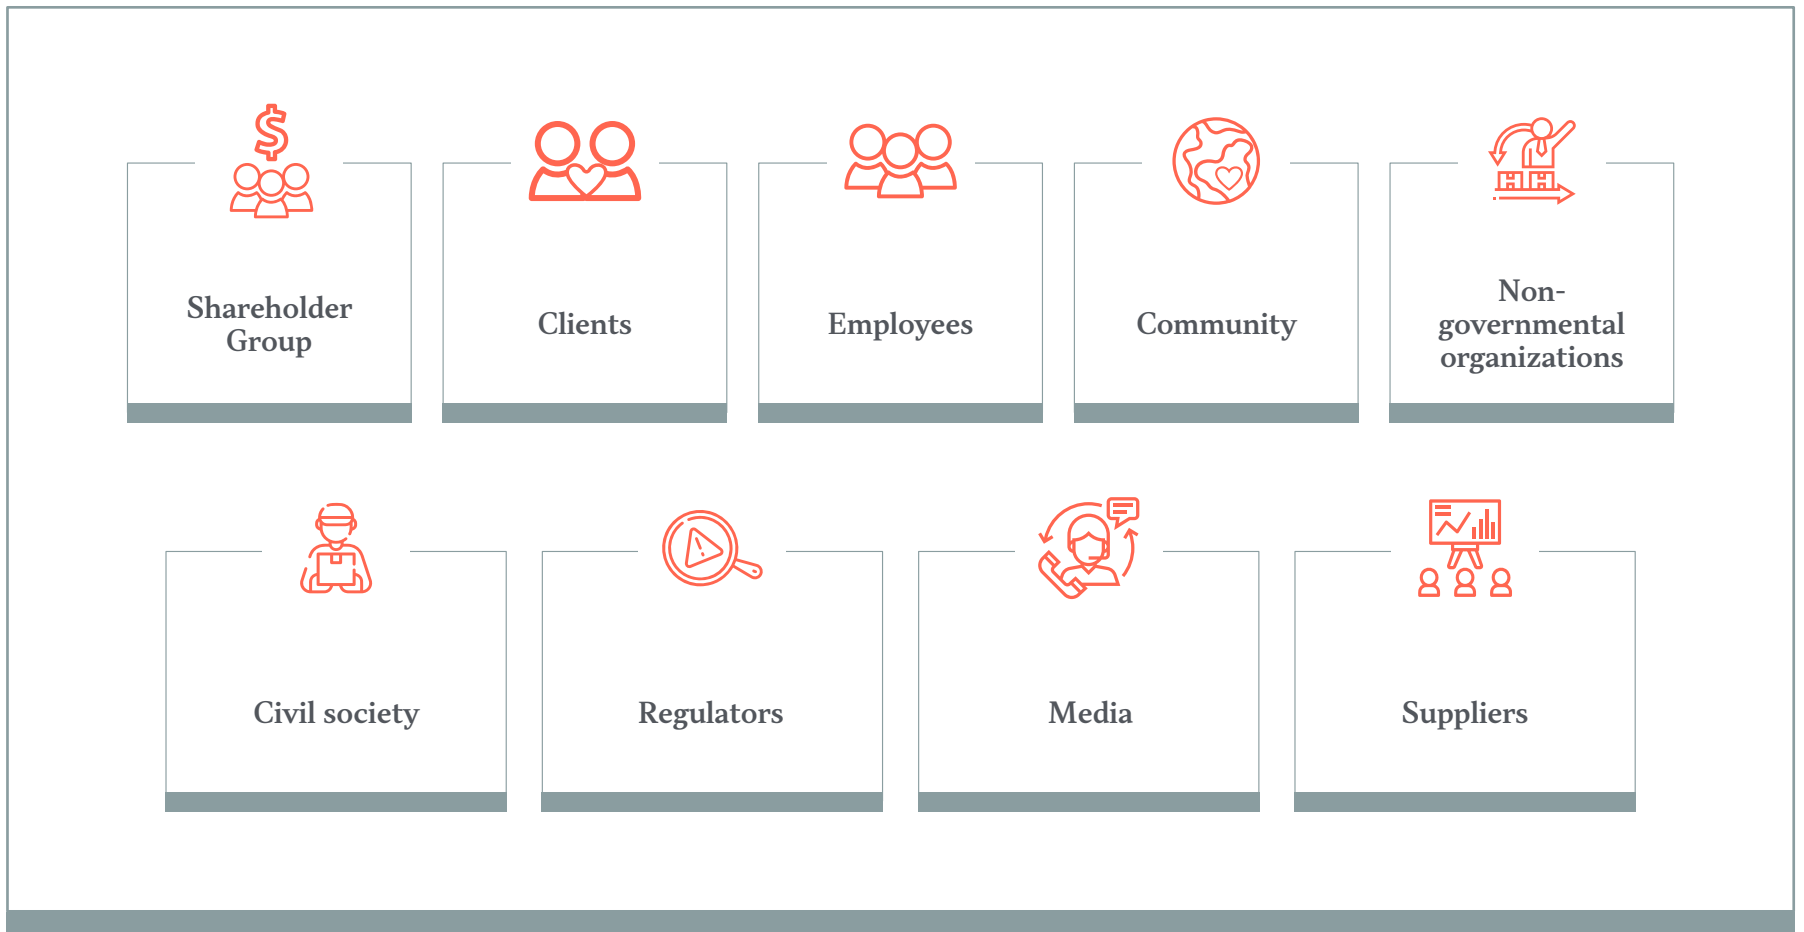 $
Shareholder
Group
Clients
Employees
Community
Non-
governmental
organizations
Civil society
Regulators
Media
Suppliers